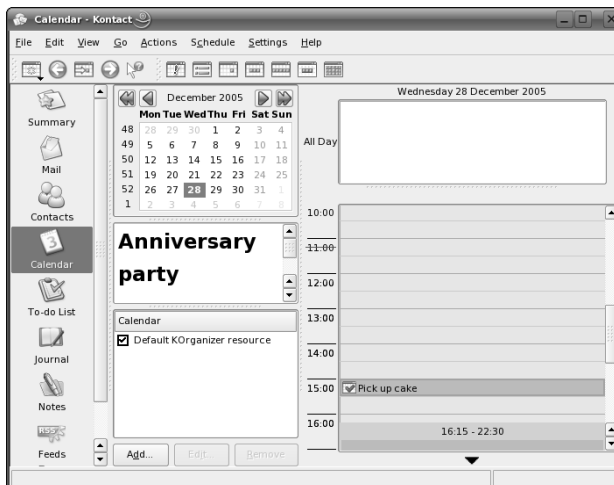 Calendar - Kontact
File Edit View Go Actions Schedule Settings Help
Summary
Mail
Contacts
3
Calendar
To-do List
Journal
Notes
RSS
Feeds
December 2005
Mon Tue Wed Thu Fri Sat Sun
48 28 29 30 1 2 3 4
49 5 6 7 8 9 10 11
50 12 13 14 15 16 17 18
51 19 20 21 22 23 24 25
52 26 27 28 29 30 31 1
1 2 3 4 5 6 7 8
Anniversary
party
Calendar
Default KOrganizer resource
Add... Edit... Remove
Wednesday 28 December 2005
All Day
10:00
11:00
12:00
13:00
14:00
15:00 Pick up cake
16:00
16:15 - 22:30